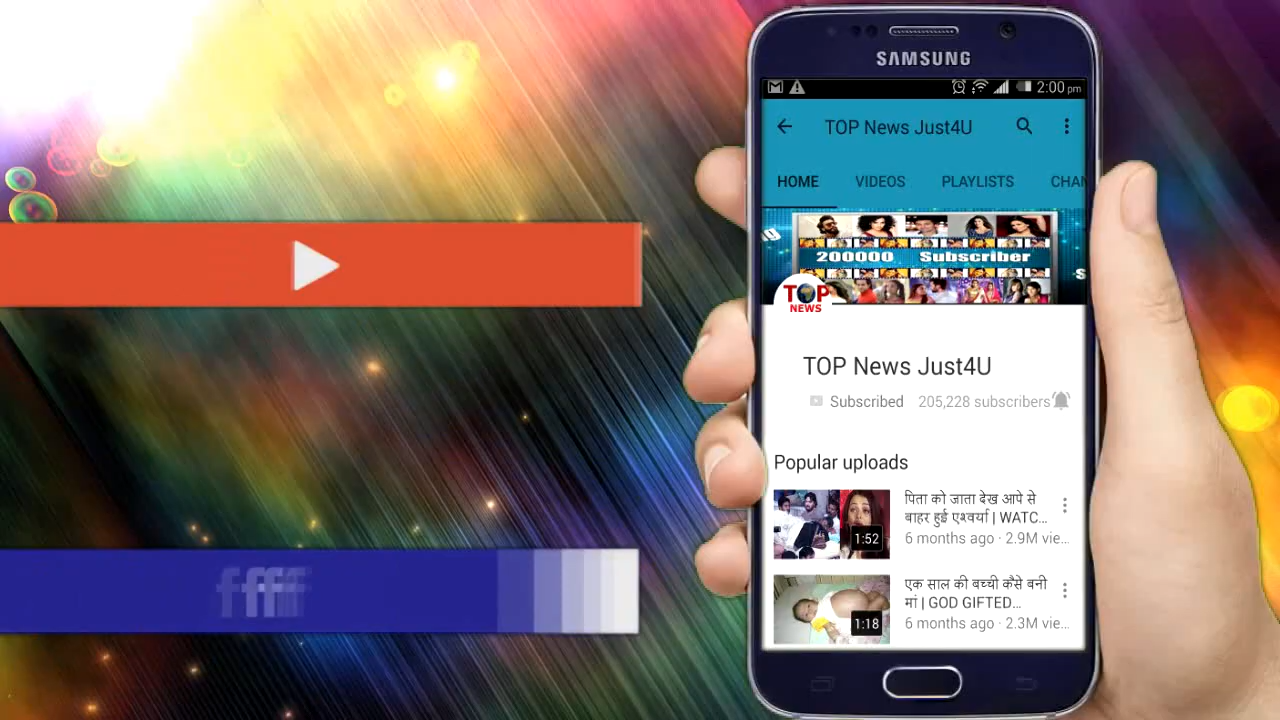 SAMSUNG
2:00 pm
TOP News Just4U
HOME VIDEOS PLAYLISTS CHAN
200000 Subscriber
TOP
NEWS
TOP News Just4U
Subscribed 205,228 subscribers
Popular uploads
पिता को जाता देख आपे से
बाहर हुई एश्वर्या | WATC...
6 months ago · 2.9M vie...
1:52
एक साल की बच्ची कैसे बनी
मां | GOD GIFTED...
6 months ago · 2.3M vie...
1:18